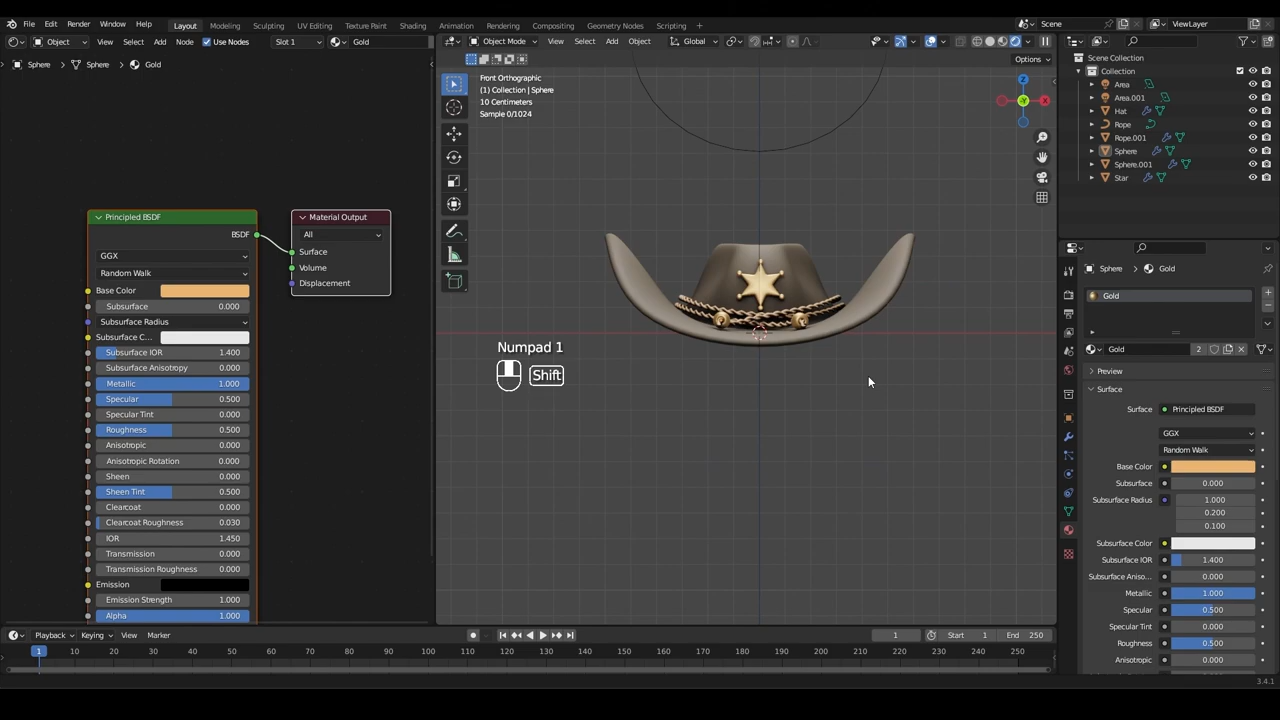 File Edit Render Window Help Layout Modeling Sculpting UV Editing Texture Paint Shading Animation Rendering Compositing Geometry Nodes Scripting + Scene ViewLayer
Object View Select Add Node Use Nodes Slot 1 Gold
Object Mode View Select Add Object Global
Options
Sphere Sphere Gold
Front Orthographic
(1) Collection | Sphere
10 Centimeters
Sample 0/1024
Z
-Y
X
Scene Collection
Collection
Area
Area.001
Hat
Rope
Rope.001
Sphere
Sphere.001
Star
Principled BSDF
BSDF
GGX
Random Walk
Base Color
Subsurface 0.000
Subsurface Radius
Subsurface C...
Subsurface IOR 1.400
Subsurface Anisotropy 0.000
Metallic 1.000
Specular 0.500
Specular Tint 0.000
Roughness 0.500
Anisotropic 0.000
Anisotropic Rotation 0.000
Sheen 0.000
Sheen Tint 0.500
Clearcoat 0.000
Clearcoat Roughness 0.030
IOR 1.450
Transmission 0.000
Transmission Roughness 0.000
Emission
Emission Strength 1.000
Alpha 1.000
Material Output
All
Surface
Volume
Displacement
Numpad 1
Shift
Sphere Gold
Gold
Gold 2
Preview
Surface
Surface Principled BSDF
GGX
Random Walk
Base Color
Subsurface 0.000
Subsurface Radius 1.000
0.200
0.100
Subsurface Color
Subsurface IOR 1.400
Subsurface Aniso... 0.000
Metallic 1.000
Specular 0.500
Specular Tint 0.000
Roughness 0.500
Anisotropic 0.000
Playback Keying View Marker 1 Start 1 End 250
1 10 20 30 40 50 60 70 80 90 100 110 120 130 140 150 160 170 180 190 200 210 220 230 240 250
3.4.1